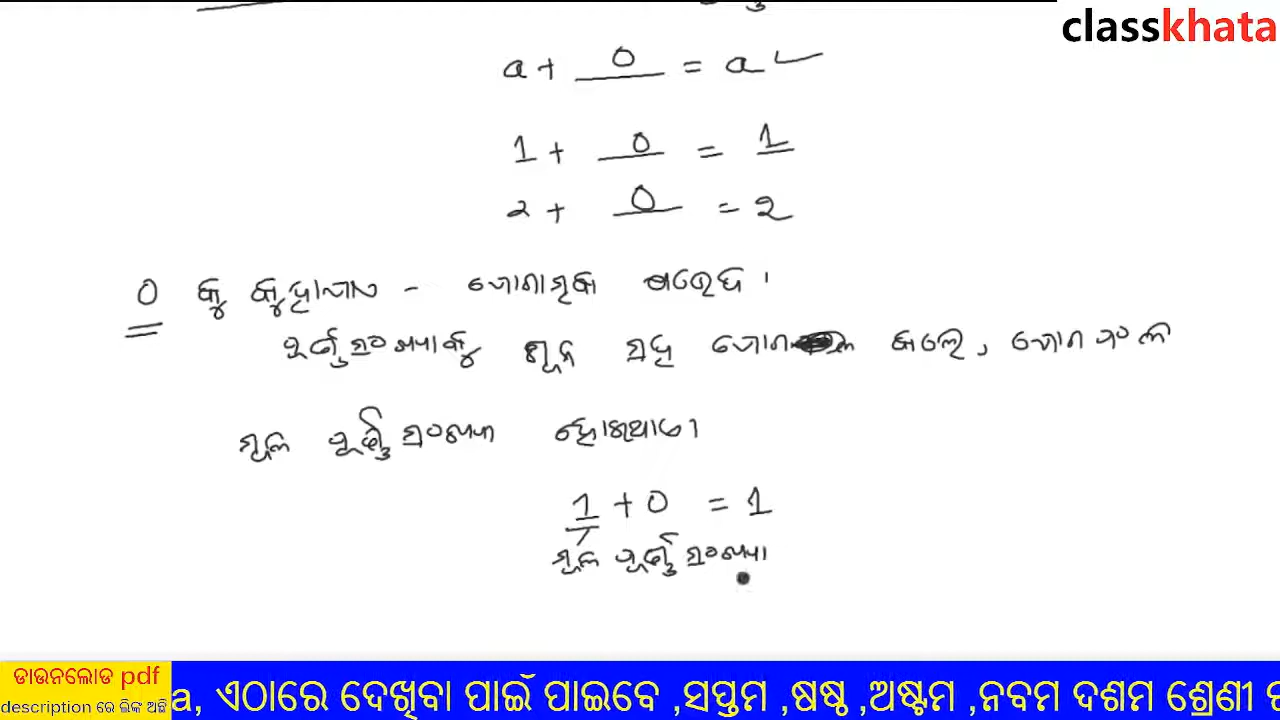 classkhata
a + 0 = a
1 + 0 = 1
2 + 0 = 2
0 କୁ କୁହାଯାଏ - ଯୋଗାତ୍ମକ ଅଭେଦ ।
ପୂର୍ଣ୍ଣସଂଖ୍ୟାକୁ ଶୂନ ସହ ଯୋଗ କଲେ, ଯୋଗଫଳ
ମୂଳ ପୂର୍ଣ୍ଣସଂଖ୍ୟା ହୋଇଥାଏ ।
1 + 0 = 1
ମୂଳ ପୂର୍ଣ୍ଣସଂଖ୍ୟା
ଡାଉନଲୋଡ pdf
description ରେ ଲିଙ୍କ ଅଛି
a, ଏଠାରେ ଦେଖିବା ପାଇଁ ପାଇବେ ,ସପ୍ତମ ,ଷଷ୍ଠ ,ଅଷ୍ଟମ ,ନବମ ଦଶମ ଶ୍ରେଣୀ